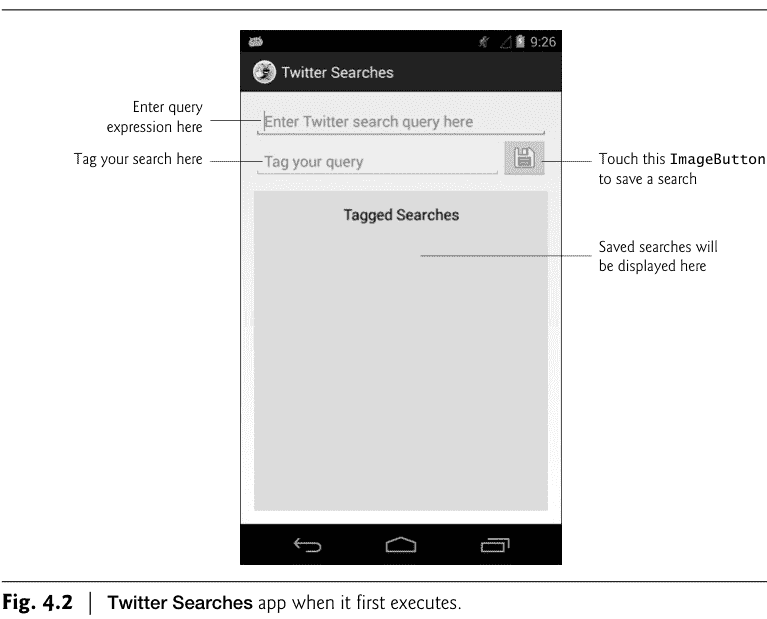 9:26
Twitter Searches
Enter query
expression here
Enter Twitter search query here
Tag your search here
Tag your query
Touch this ImageButton
to save a search
Tagged Searches
Saved searches will
be displayed here
Fig. 4.2 | Twitter Searches app when it first executes.